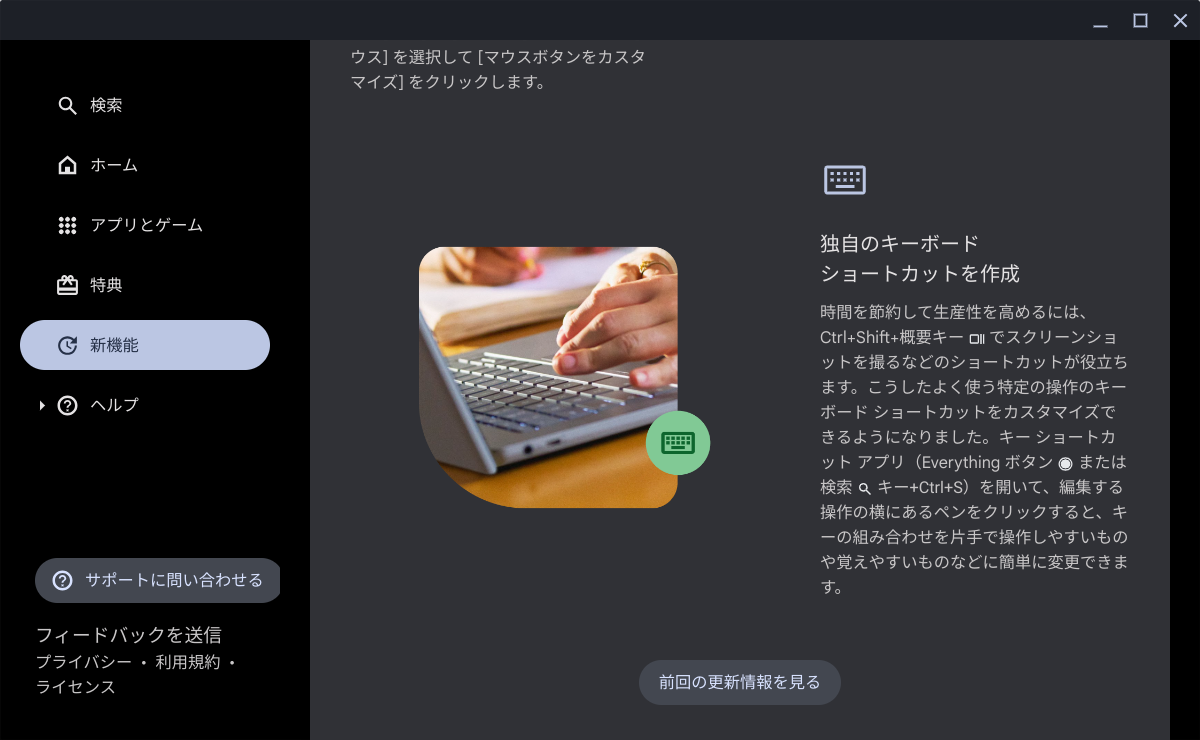 検索
ホーム
アプリとゲーム
特典
新機能
ヘルプ
サポートに問い合わせる
フィードバックを送信
プライバシー • 利用規約 •
ライセンス
ウス] を選択して [マウスボタンをカスタ
マイズ] をクリックします。
独自のキーボード
ショートカットを作成
時間を節約して生産性を高めるには、
Ctrl+Shift+概要キー でスクリーンショ
ットを撮るなどのショートカットが役立ち
ます。こうしたよく使う特定の操作のキー
ボード ショートカットをカスタマイズで
きるようになりました。キー ショートカ
ット アプリ（Everything ボタン または
検索 キー+Ctrl+S）を開いて、編集する
操作の横にあるペンをクリックすると、キ
ーの組み合わせを片手で操作しやすいもの
や覚えやすいものなどに簡単に変更できま
す。
前回の更新情報を見る